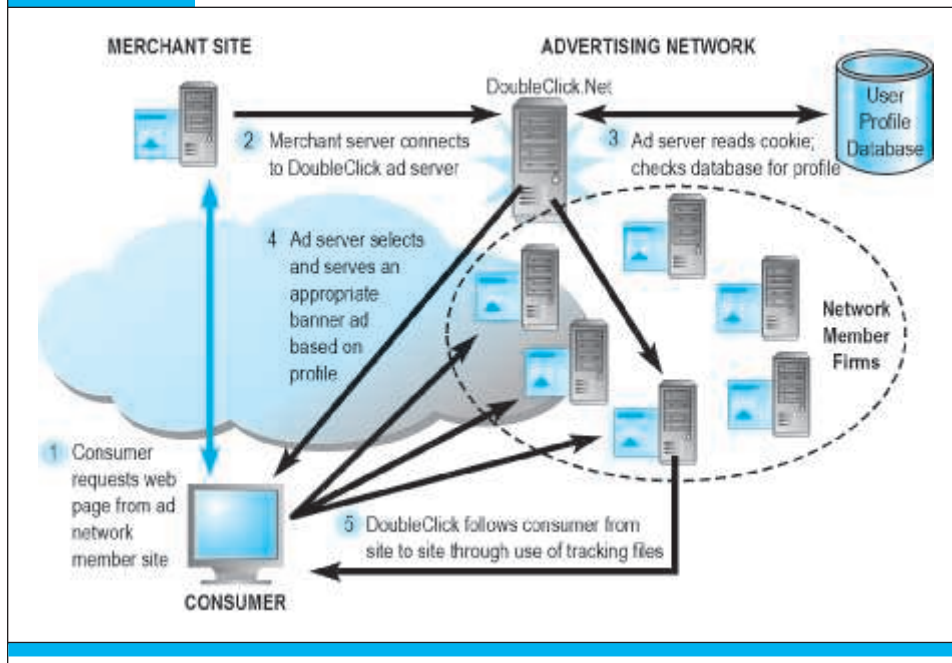 MERCHANT SITE
ADVERTISING NETWORK
DoubleClick.Net
User
Profile
Database
2 Merchant server connects
to DoubleClick ad server
3 Ad server reads cookie;
checks database for profile
4 Ad server selects
and serves an
appropriate
banner ad
based on
profile
Network
Member
Firms
1 Consumer
requests web
page from ad
network
member site
5 DoubleClick follows consumer from
site to site through use of tracking files
CONSUMER